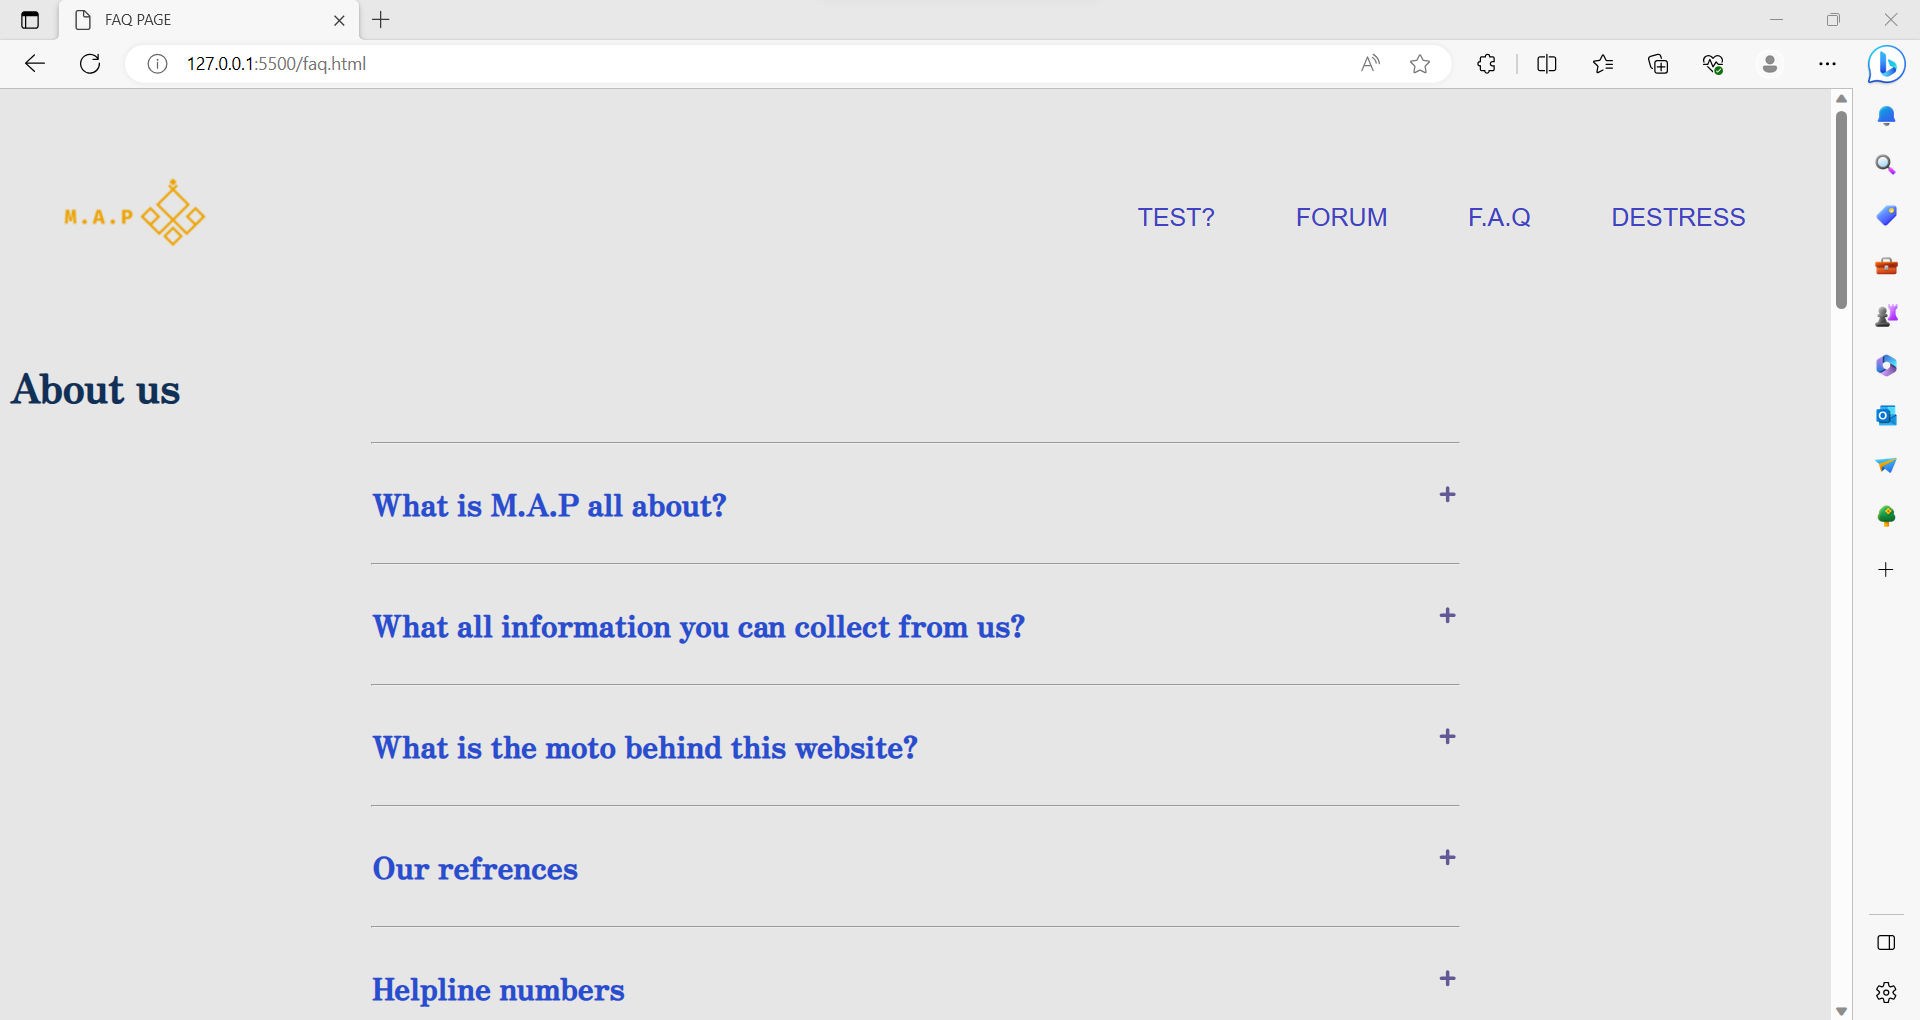 FAQ PAGE
127.0.0.1:5500/faq.html
M.A.P
TEST? FORUM F.A.Q DESTRESS
About us
What is M.A.P all about? +
What all information you can collect from us? +
What is the moto behind this website? +
Our refrences +
Helpline numbers +